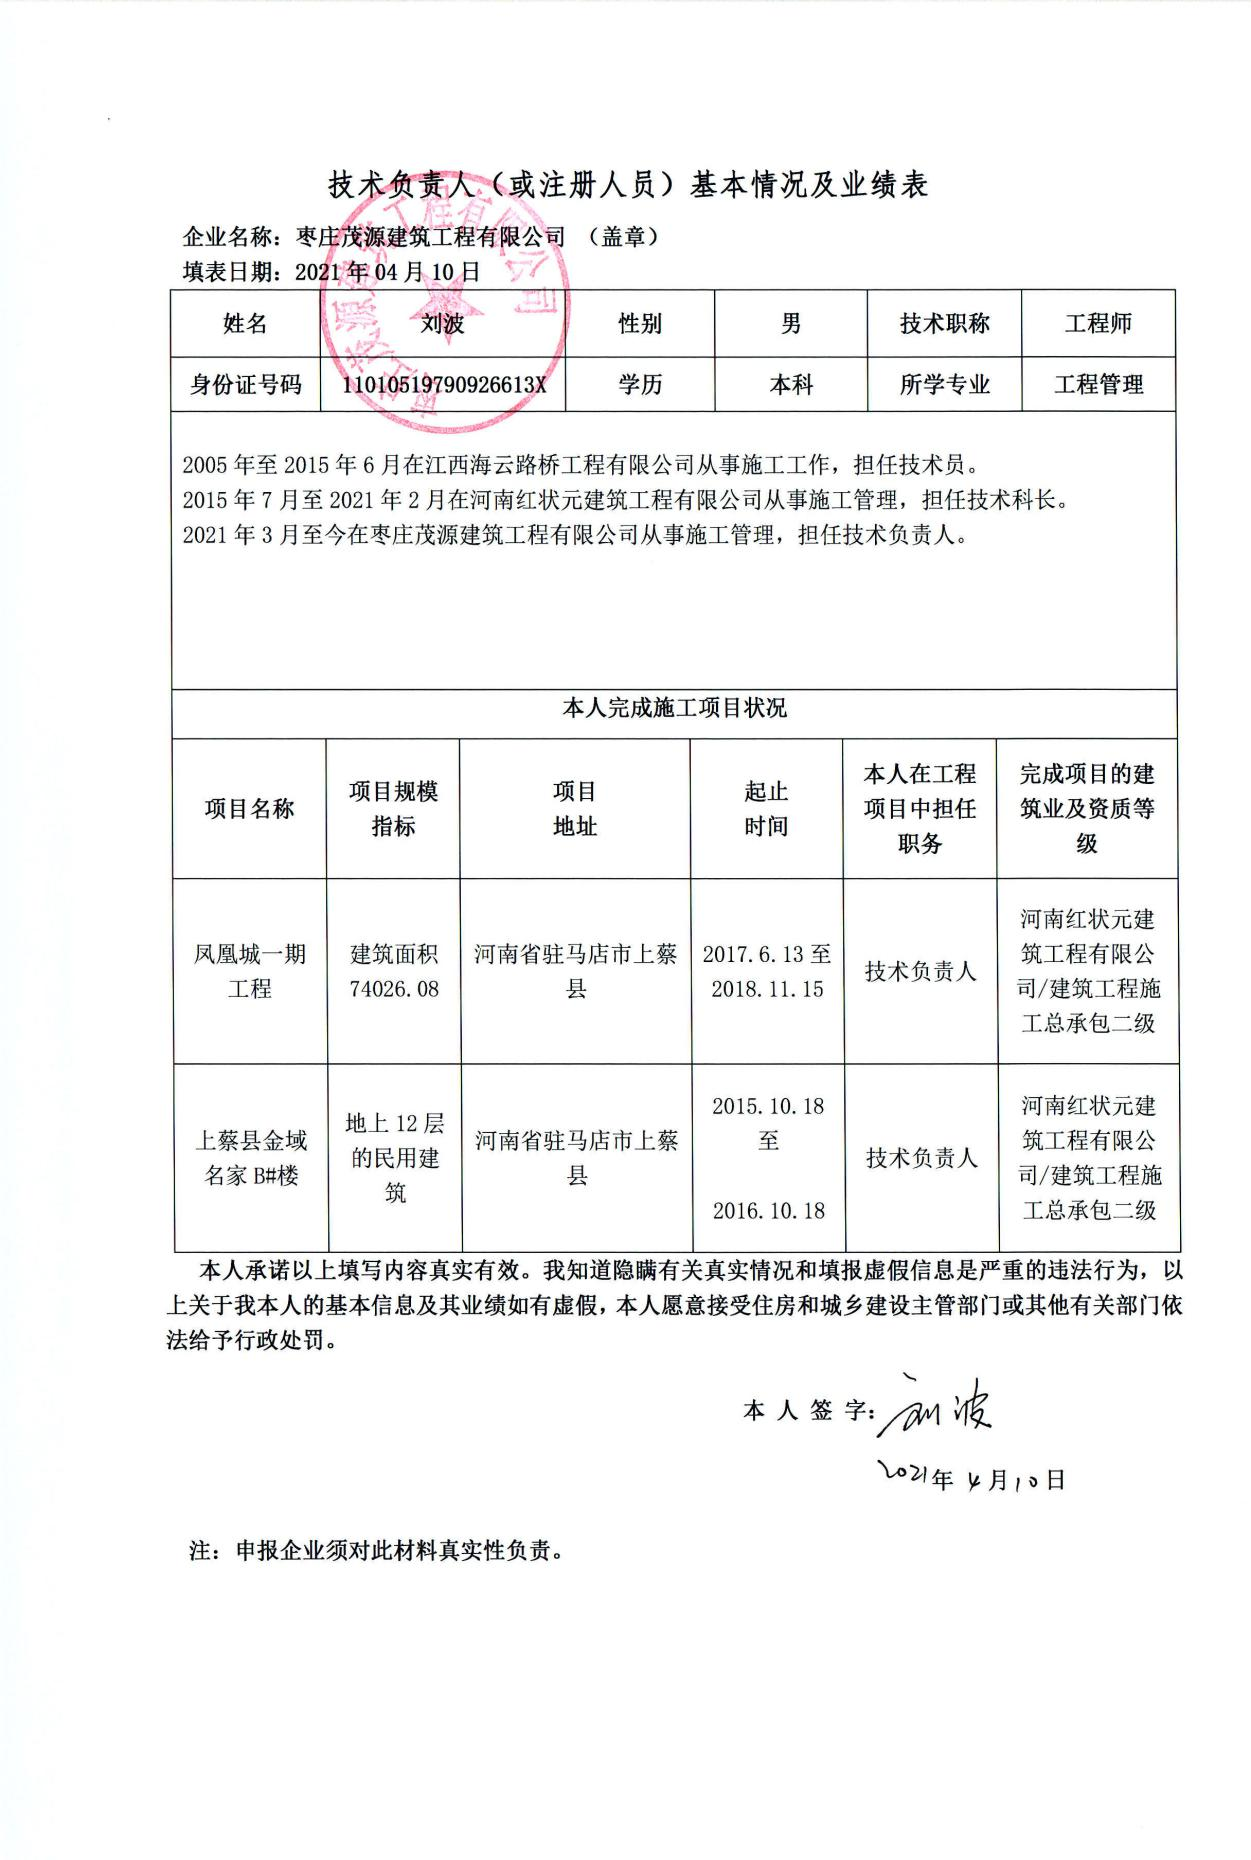 技术负责人（或注册人员）基本情况及业绩表
企业名称：枣庄茂源建筑工程有限公司 （盖章）
填表日期：2021年04月10日
枣庄茂源建筑工程有限公司
姓名 刘波 性别 男 技术职称 工程师
身份证号码 11010519790926613X 学历 本科 所学专业 工程管理
2005年至2015年6月在江西海云路桥工程有限公司从事施工工作，担任技术员。
2015年7月至2021年2月在河南红状元建筑工程有限公司从事施工管理，担任技术科长。
2021年3月至今在枣庄茂源建筑工程有限公司从事施工管理，担任技术负责人。
本人完成施工项目状况
项目名称
项目规模
指标
项目
地址
起止
时间
本人在工程
项目中担任
职务
完成项目的建
筑业及资质等
级
凤凰城一期
工程
建筑面积
74026.08
河南省驻马店市上蔡
县
2017.6.13至
2018.11.15
技术负责人
河南红状元建
筑工程有限公
司/建筑工程施
工总承包二级
上蔡县金域
名家B#楼
地上12层
的民用建
筑
河南省驻马店市上蔡
县
2015.10.18
至
2016.10.18
技术负责人
河南红状元建
筑工程有限公
司/建筑工程施
工总承包二级
本人承诺以上填写内容真实有效。我知道隐瞒有关真实情况和填报虚假信息是严重的违法行为，以
上关于我本人的基本信息及其业绩如有虚假，本人愿意接受住房和城乡建设主管部门或其他有关部门依
法给予行政处罚。
本 人 签 字：刘波
2021年4月10日
注：申报企业须对此材料真实性负责。